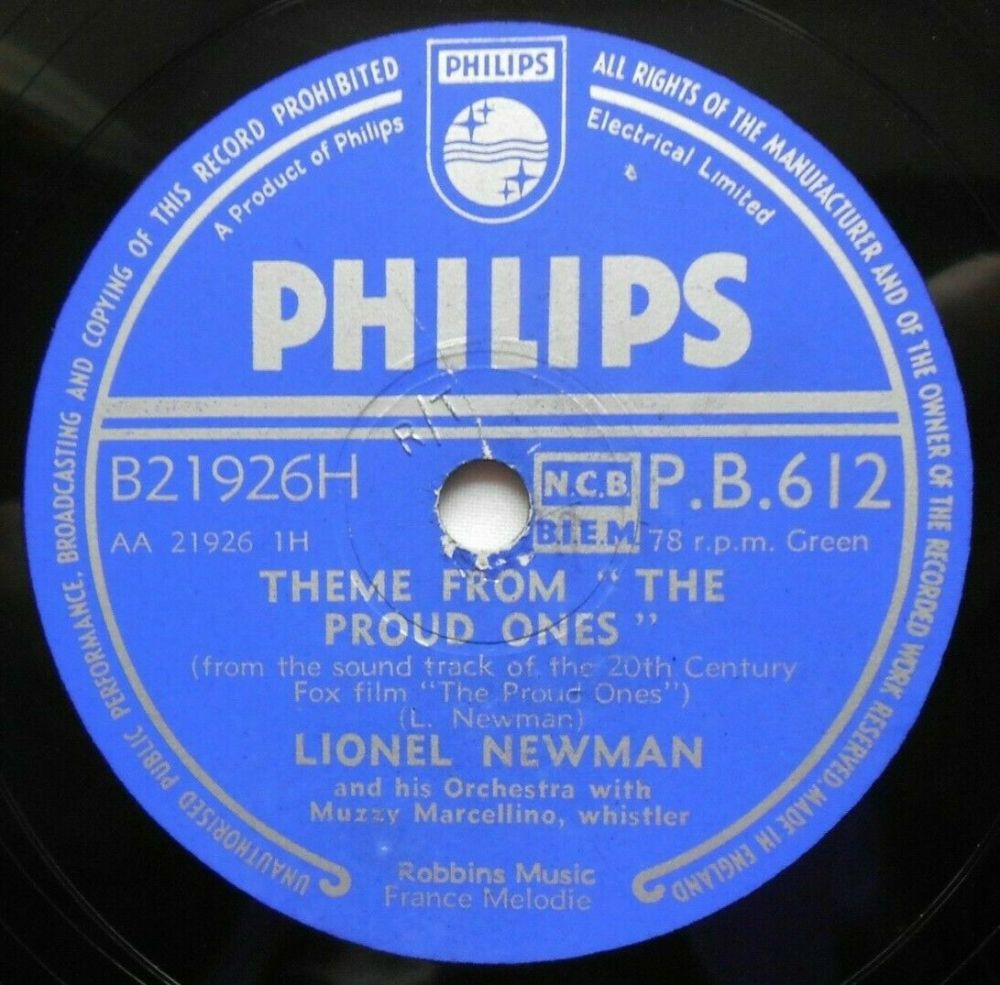 PHILIPS
UNAUTHORISED PUBLIC PERFORMANCE, BROADCASTING AND COPYING OF THIS RECORD PROHIBITED
ALL RIGHTS OF THE MANUFACTURER AND OF THE OWNER OF THE RECORDED WORK RESERVED. MADE IN ENGLAND
A Product of Philips
Electrical Limited
PHILIPS
R/T
B21926H
N.C.B.
P.B.612
AA 21926 1H
B.I.E.M.
78 r.p.m. Green
THEME FROM "THE
PROUD ONES"
(from the sound track of the 20th Century
Fox film "The Proud Ones")
(L. Newman)
LIONEL NEWMAN
and his Orchestra with
Muzzy Marcellino, whistler
Robbins Music
France Melodie